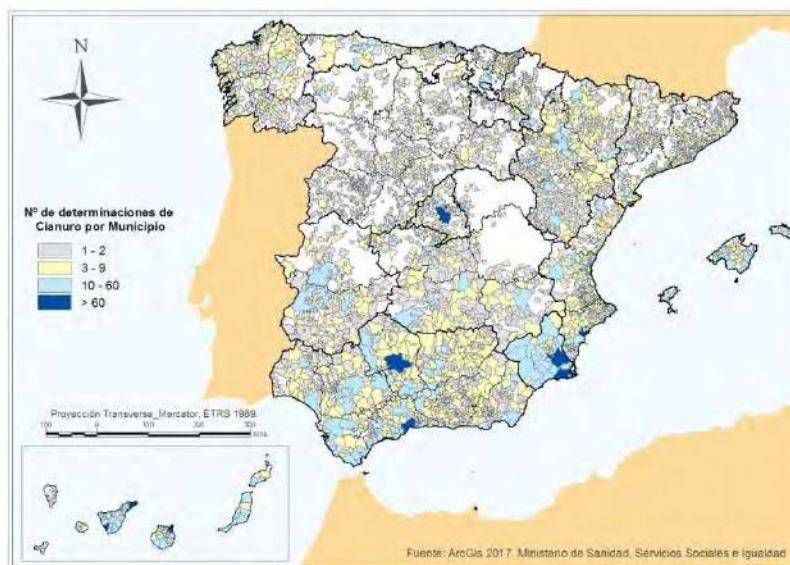 N
Nº de determinaciones de
Cianuro por Municipio
1 - 2
3 - 9
10 - 60
> 60
Proyección Transverse_Mercator, ETRS 1989.
100 0 100 200 300
Fuente: ArcGis 2017. Ministerio de Sanidad, Servicios Sociales e Igualdad